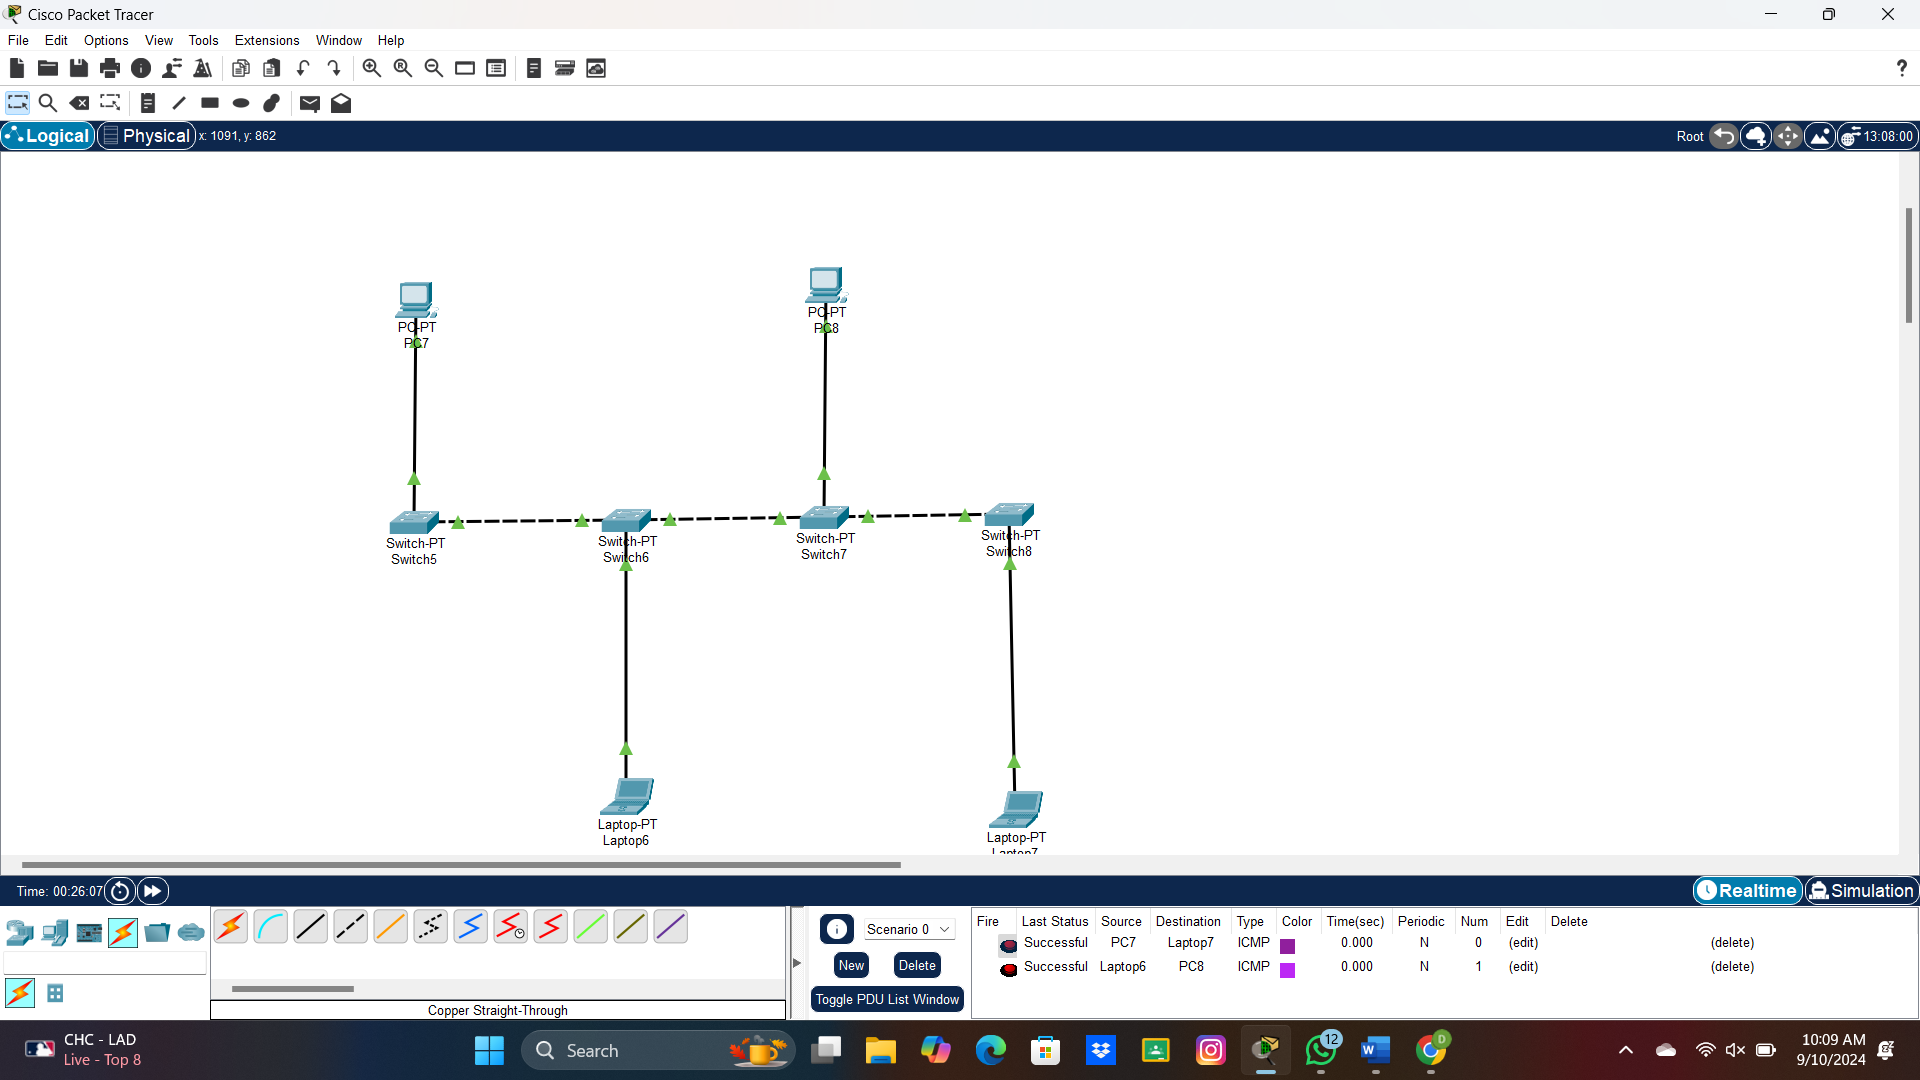 Cisco Packet Tracer
File Edit Options View Tools Extensions Window Help
?
Logical Physical x: 1091, y: 862 Root 13:08:00
PC-PT
PC7
PC-PT
PC8
Switch-PT
Switch5
Switch-PT
Switch6
Switch-PT
Switch7
Switch-PT
Switch8
Laptop-PT
Laptop6
Laptop-PT
Laptop7
Time: 00:26:07 Realtime Simulation
Copper Straight-Through
Scenario 0
New Delete
Toggle PDU List Window
Fire Last Status Source Destination Type Color Time(sec) Periodic Num Edit Delete
Successful PC7 Laptop7 ICMP 0.000 N 0 (edit) (delete)
Successful Laptop6 PC8 ICMP 0.000 N 1 (edit) (delete)
CHC - LAD
Live - Top 8
Search
12
D
10:09 AM
9/10/2024